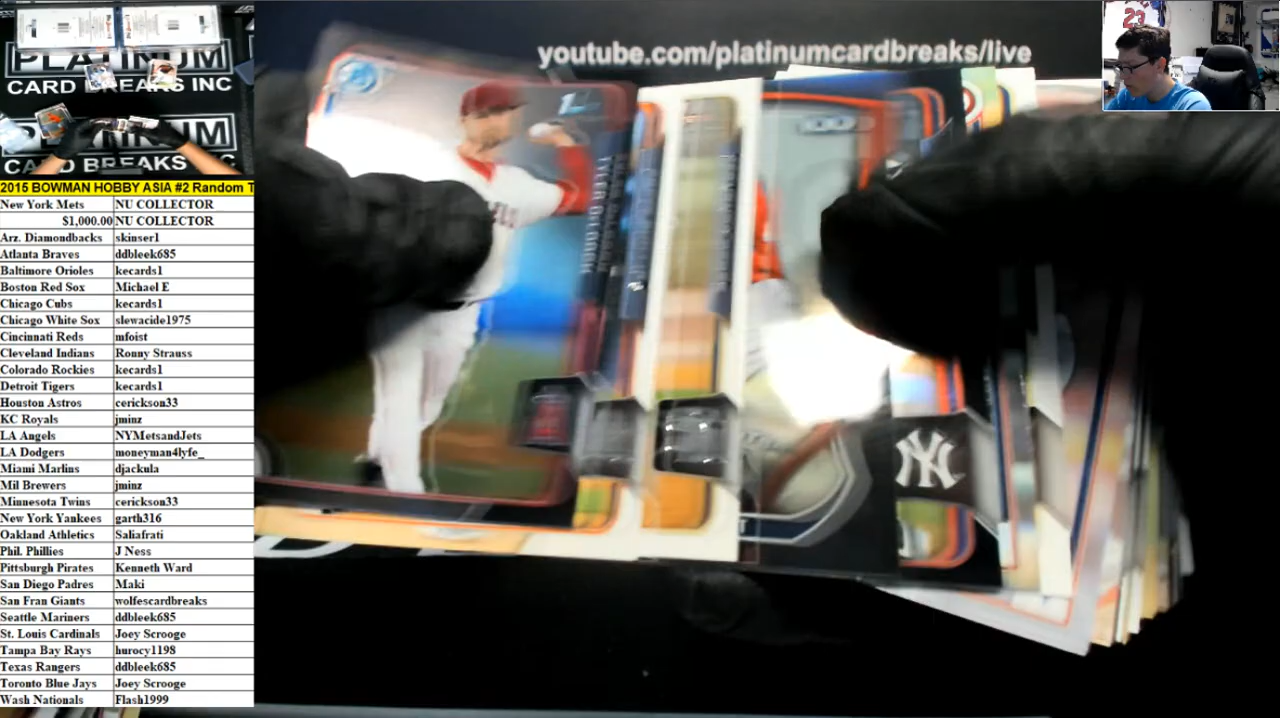 youtube.com/platinumcardbreaks/live
PLATINUM
CARD BREAKS INC
CARD BREAKS INC
2015 BOWMAN HOBBY ASIA #2 Random T
New York Mets NU COLLECTOR
$1,000.00 NU COLLECTOR
Arz. Diamondbacks skinser1
Atlanta Braves ddbleek685
Baltimore Orioles kecards1
Boston Red Sox Michael E
Chicago Cubs kecards1
Chicago White Sox slewacide1975
Cincinnati Reds mfoist
Cleveland Indians Ronny Strauss
Colorado Rockies kecards1
Detroit Tigers kecards1
Houston Astros cerickson33
KC Royals jminz
LA Angels NYMetsandJets
LA Dodgers moneyman4lyfe_
Miami Marlins djackula
Mil Brewers jminz
Minnesota Twins cerickson33
New York Yankees garth316
Oakland Athletics Saliafrati
Phil. Phillies J Ness
Pittsburgh Pirates Kenneth Ward
San Diego Padres Maki
San Fran Giants wolfescardbreaks
Seattle Mariners ddbleek685
St. Louis Cardinals Joey Scrooge
Tampa Bay Rays hurocy1198
Texas Rangers ddbleek685
Toronto Blue Jays Joey Scrooge
Wash Nationals Flash1999
1st
TYLER
NY
23